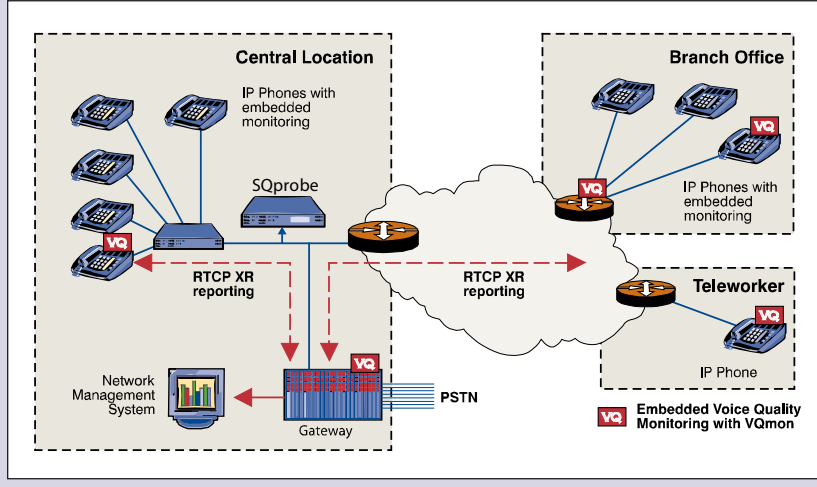 Central Location
IP Phones with
embedded
monitoring
SQprobe
VQ
RTCP XR
reporting
Network
Management
System
VQ
Gateway
PSTN
RTCP XR
reporting
Branch Office
VQ
VQ
IP Phones with
embedded
monitoring
Teleworker
VQ
IP Phone
VQ
Embedded Voice Quality
Monitoring with VQmon